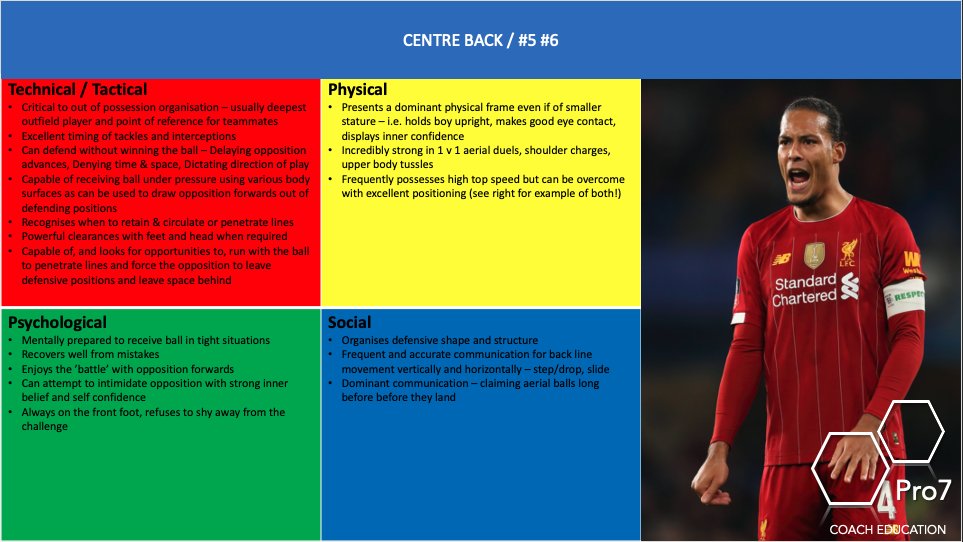 CENTRE BACK / #5 #6
Technical / Tactical
• Critical to out of possession organisation – usually deepest
outfield player and point of reference for teammates
• Excellent timing of tackles and interceptions
• Can defend without winning the ball – Delaying opposition
advances, Denying time & space, Dictating direction of play
• Capable of receiving ball under pressure using various body
surfaces as can be used to draw opposition forwards out of
defending positions
• Recognises when to retain & circulate or penetrate lines
• Powerful clearances with feet and head when required
• Capable of, and looks for opportunities to, run with the ball
to penetrate lines and force the opposition to leave
defensive positions and leave space behind
Physical
• Presents a dominant physical frame even if of smaller
stature – i.e. holds boy upright, makes good eye contact,
displays inner confidence
• Incredibly strong in 1 v 1 aerial duels, shoulder charges,
upper body tussles
• Frequently possesses high top speed but can be overcome
with excellent positioning (see right for example of both!)
Psychological
• Mentally prepared to receive ball in tight situations
• Recovers well from mistakes
• Enjoys the 'battle' with opposition forwards
• Can attempt to intimidate opposition with strong inner
belief and self confidence
• Always on the front foot, refuses to shy away from the
challenge
Social
• Organises defensive shape and structure
• Frequent and accurate communication for back line
movement vertically and horizontally – step/drop, slide
• Dominant communication – claiming aerial balls long
before before they land
L.F.C.
Standard
Chartered
RESPECT
4
Pro7
COACH EDUCATION